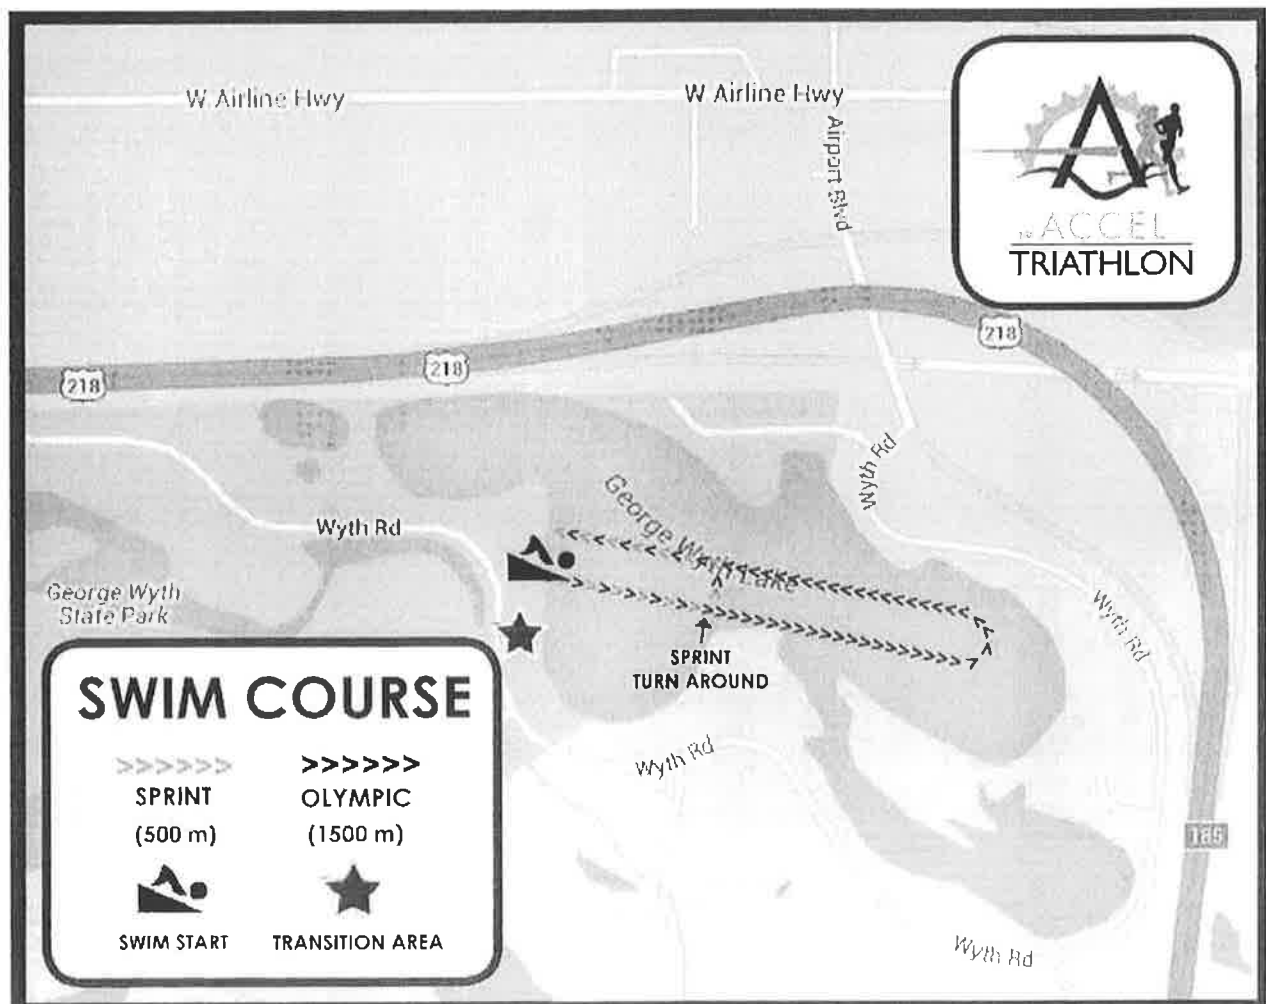 W Airline Hwy
W Airline Hwy
Airport Blvd
ACCEL
TRIATHLON
218
218
218
Wyth Rd
George Wyth Lake
Wyth Rd
George Wyth
State Park
Wyth Rd
SPRINT
TURN AROUND
SWIM COURSE
>>>>>> >>>>>>
SPRINT OLYMPIC
(500 m) (1500 m)
SWIM START TRANSITION AREA
Wyth Rd
Wyth Rd